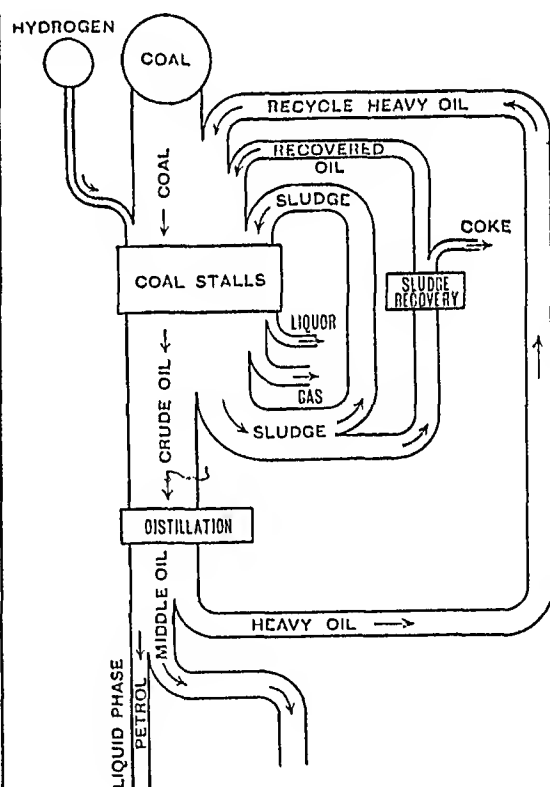 HYDROGEN
COAL
RECYCLE HEAVY OIL
RECOVERED
OIL
COAL
SLUDGE
COKE
COAL STALLS
SLUDGE
RECOVERY
LIQUOR
GAS
CRUDE OIL
SLUDGE
DISTILLATION
MIDDLE OIL
HEAVY OIL
LIQUID PHASE
PETROL